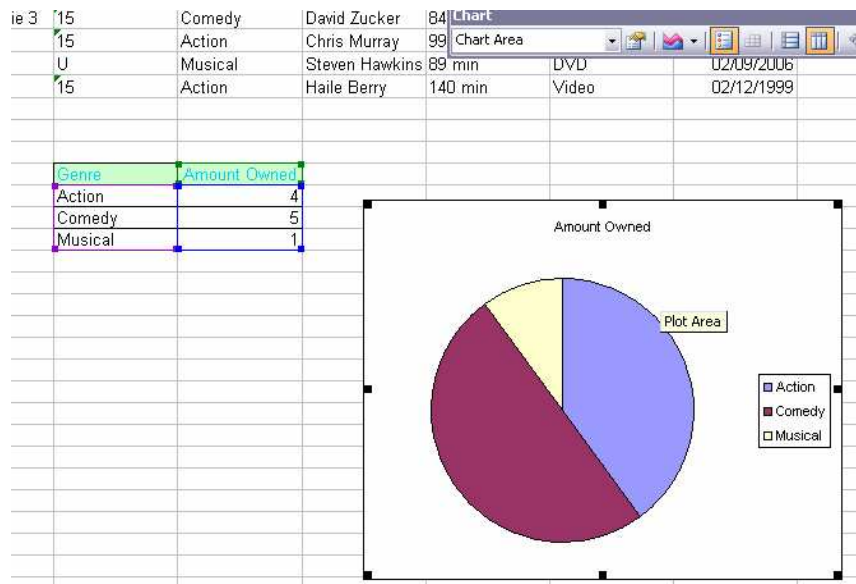 ie 3 15 Comedy David Zucker 84 Chart
15 Action Chris Murray 99 Chart Area
U Musical Steven Hawkins 89 min DVD 02/09/2006
15 Action Haile Berry 140 min Video 02/12/1999
Genre Amount Owned
Action 4
Comedy 5
Musical 1
Amount Owned
Plot Area
Action
Comedy
Musical